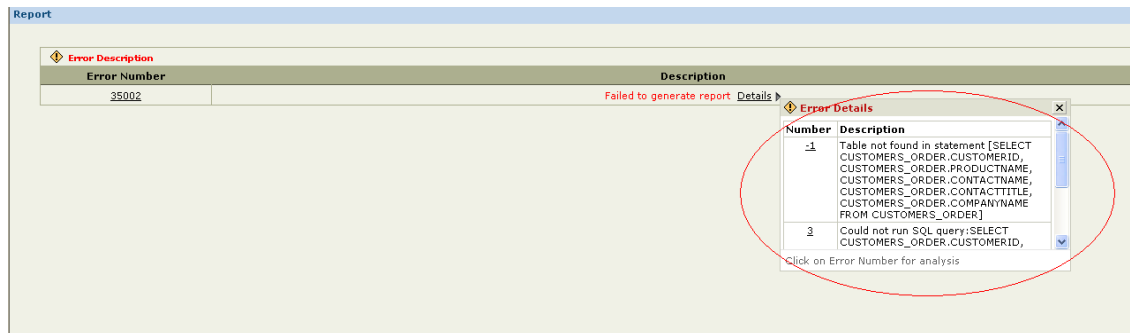 Report
Error Description
Error Number Description
35002 Failed to generate report Details
Error Details
Number Description
-1 Table not found in statement [SELECT
CUSTOMERS_ORDER.CUSTOMERID,
CUSTOMERS_ORDER.PRODUCTNAME,
CUSTOMERS_ORDER.CONTACTNAME,
CUSTOMERS_ORDER.CONTACTTITLE,
CUSTOMERS_ORDER.COMPANYNAME
FROM CUSTOMERS_ORDER]
3 Could not run SQL query:SELECT
CUSTOMERS_ORDER.CUSTOMERID,
Click on Error Number for analysis